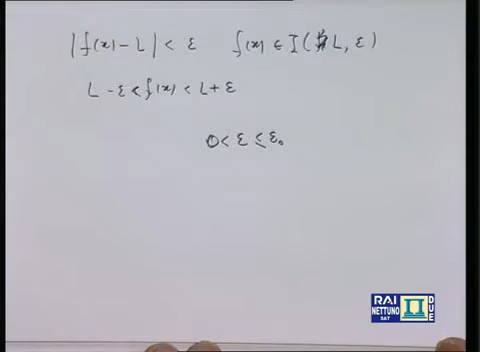 |f(x) - L| < ε   f(x) ∈ I(L, ε)
L - ε < f(x) < L + ε
0 < ε ≤ ε₀
RAI
NETTUNO
SAT
DUE